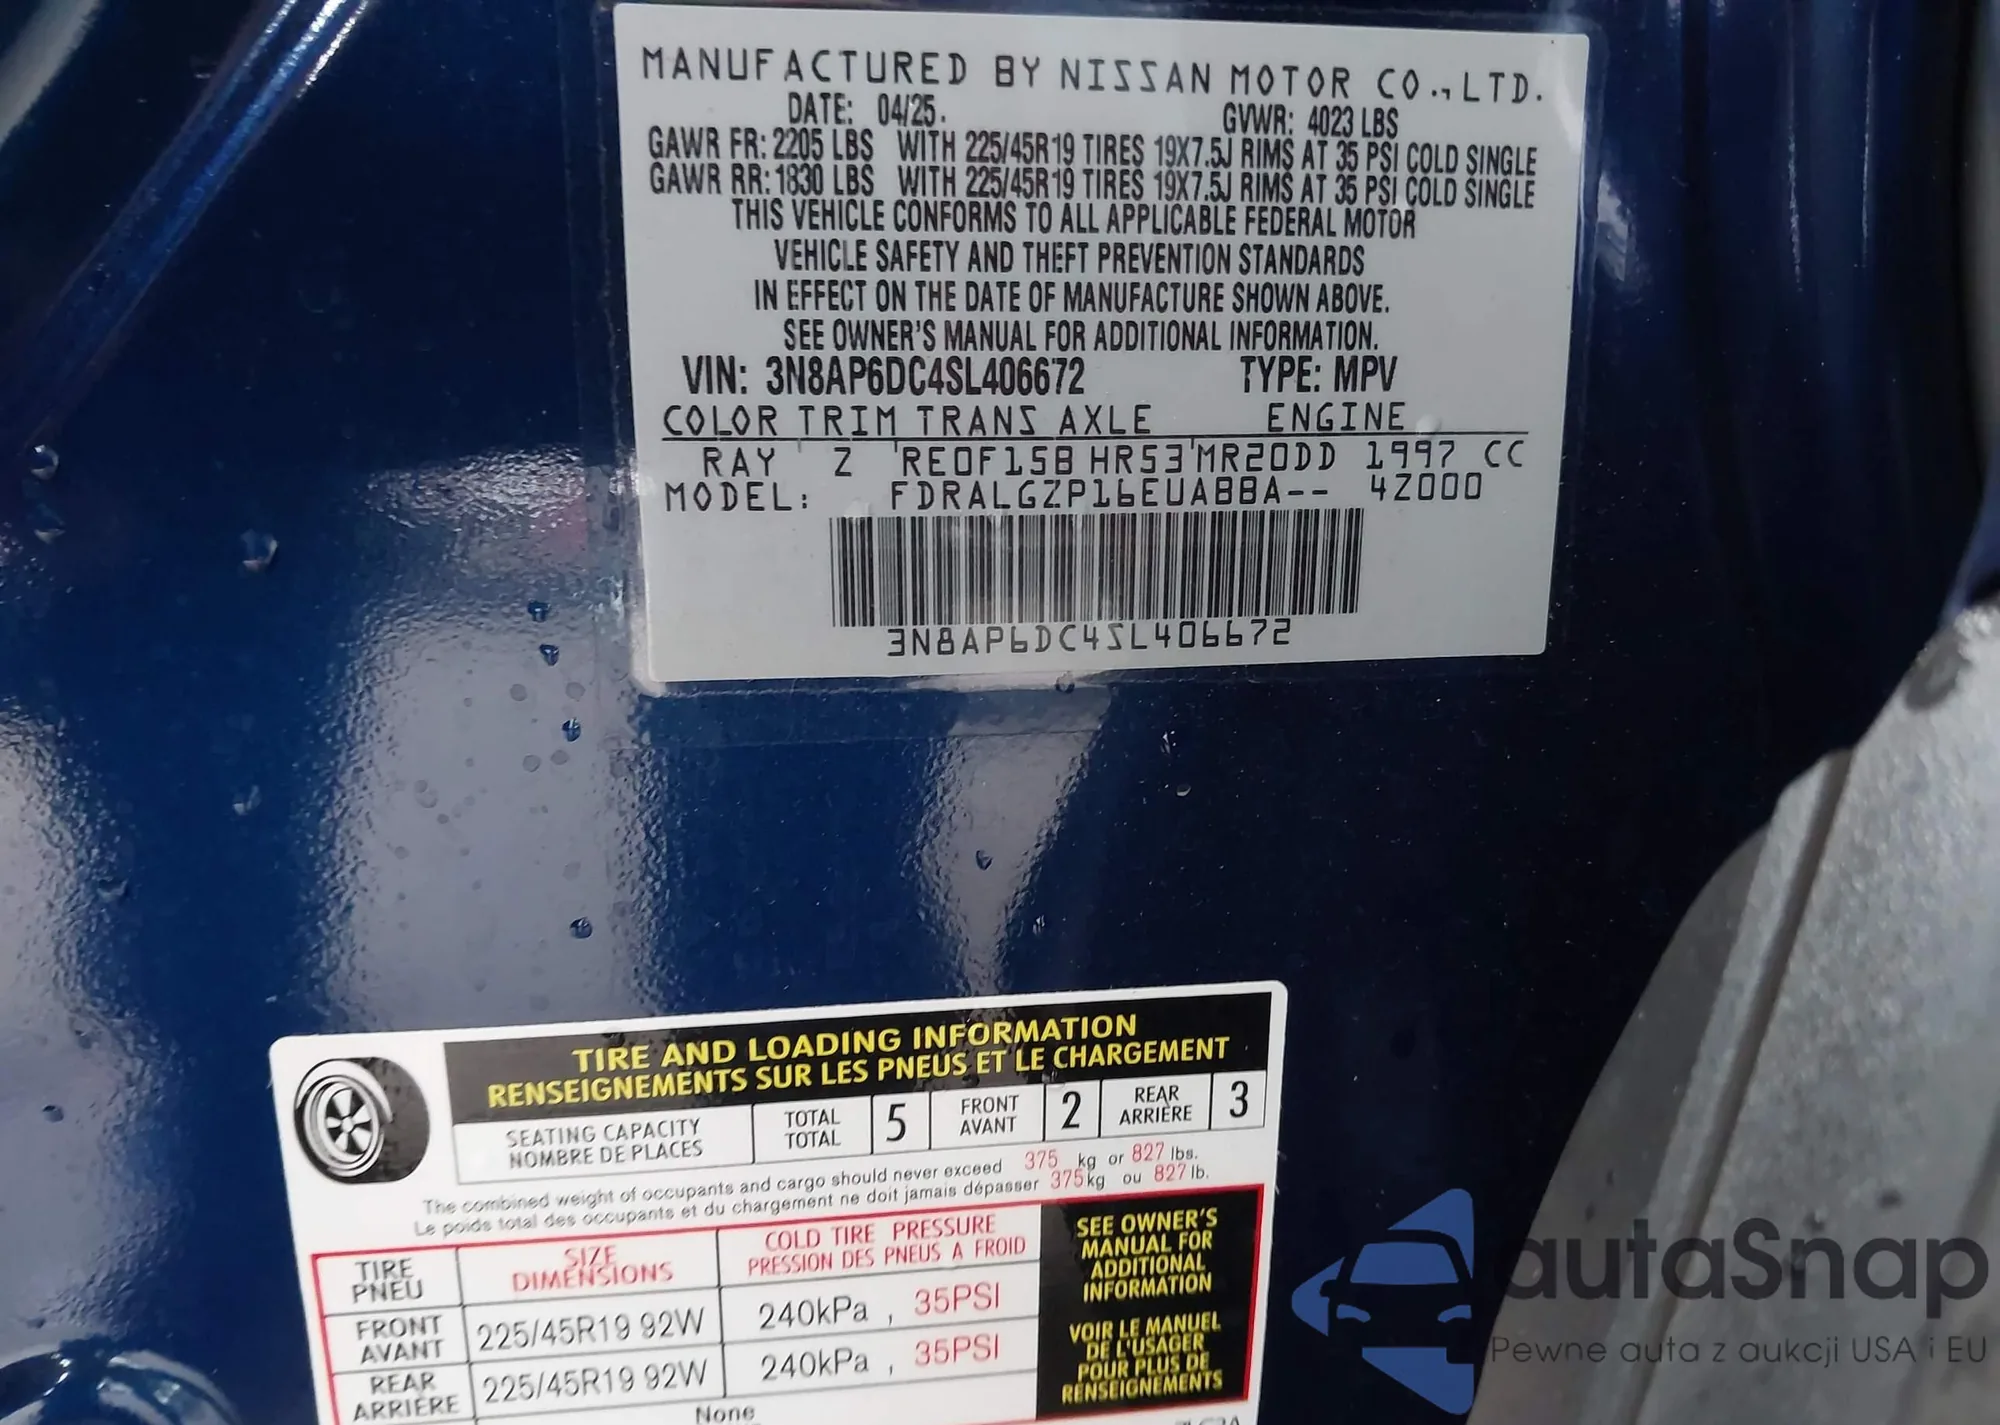 MANUFACTURED BY NISSAN MOTOR CO., LTD.
DATE: 04/25. GVWR: 4023 LBS
GAWR FR: 2205 LBS WITH 225/45R19 TIRES 19X7.5J RIMS AT 35 PSI COLD SINGLE
GAWR RR: 1830 LBS WITH 225/45R19 TIRES 19X7.5J RIMS AT 35 PSI COLD SINGLE
THIS VEHICLE CONFORMS TO ALL APPLICABLE FEDERAL MOTOR
VEHICLE SAFETY AND THEFT PREVENTION STANDARDS
IN EFFECT ON THE DATE OF MANUFACTURE SHOWN ABOVE.
SEE OWNER'S MANUAL FOR ADDITIONAL INFORMATION.
VIN: 3N8AP6DC4SL406672 TYPE: MPV
COLOR TRIM TRANS AXLE ENGINE
RAY Z RE0F15B HR53 MR20DD 1997 CC
MODEL: FDRALGZP16EUABBA-- 42000
3N8AP6DC4SL406672
TIRE AND LOADING INFORMATION
RENSEIGNEMENTS SUR LES PNEUS ET LE CHARGEMENT
SEATING CAPACITY
NOMBRE DE PLACES
TOTAL
TOTAL
5
FRONT
AVANT
2
REAR
ARRIÈRE
3
The combined weight of occupants and cargo should never exceed 375 kg or 827 lbs.
Le poids total des occupants et du chargement ne doit jamais dépasser 375kg ou 827 lb.
TIRE
PNEU
SIZE
DIMENSIONS
COLD TIRE PRESSURE
PRESSION DES PNEUS A FROID
FRONT
AVANT
225/45R19 92W
240kPa , 35PSI
REAR
ARRIÈRE
225/45R19 92W
240kPa , 35PSI
None
SEE OWNER'S
MANUAL FOR
ADDITIONAL
INFORMATION
VOIR LE MANUEL
DE L'USAGER
POUR PLUS DE
RENSEIGNEMENTS
autaSnap
Pewne auta z aukcji USA i EU